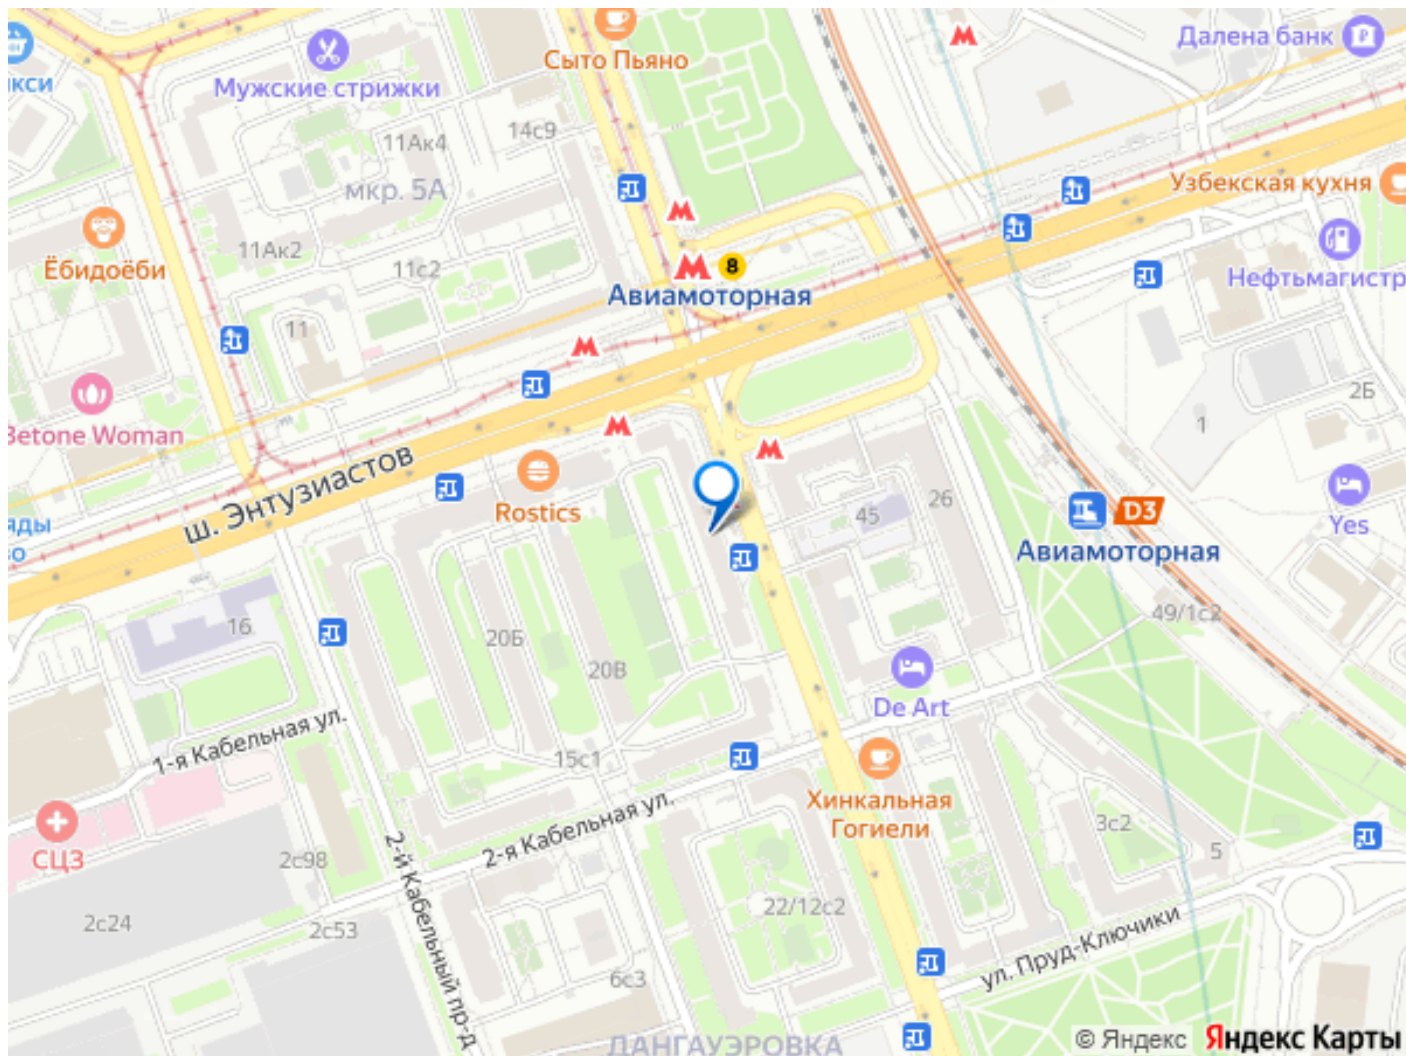 Далена банк
Сыто Пьяно
кси
Мужские стрижки
14с9
11Ак4
мкр. 5А
Узбекская кухня
11Ак2
Ёбидоёби
11с2
8
Нефтьмагистр
Авиамоторная
11
2Б
1
Betone Woman
ш. Энтузиастов
26
Rostics
45
D3
яды
о
Yes
Авиамоторная
49/1с2
16
20Б
20В
De Art
1-я Кабельная ул.
15с1
Хинкальная
Гогиели
3с2
2-я Кабельная ул.
СЦЗ
2с98
5
2-й Кабельный пр-д
22/12с2
2с24
2с53
ул. Пруд-Ключики
6с3
ДАНГАУЭРОВКА
© Яндекс Яндекс Карты